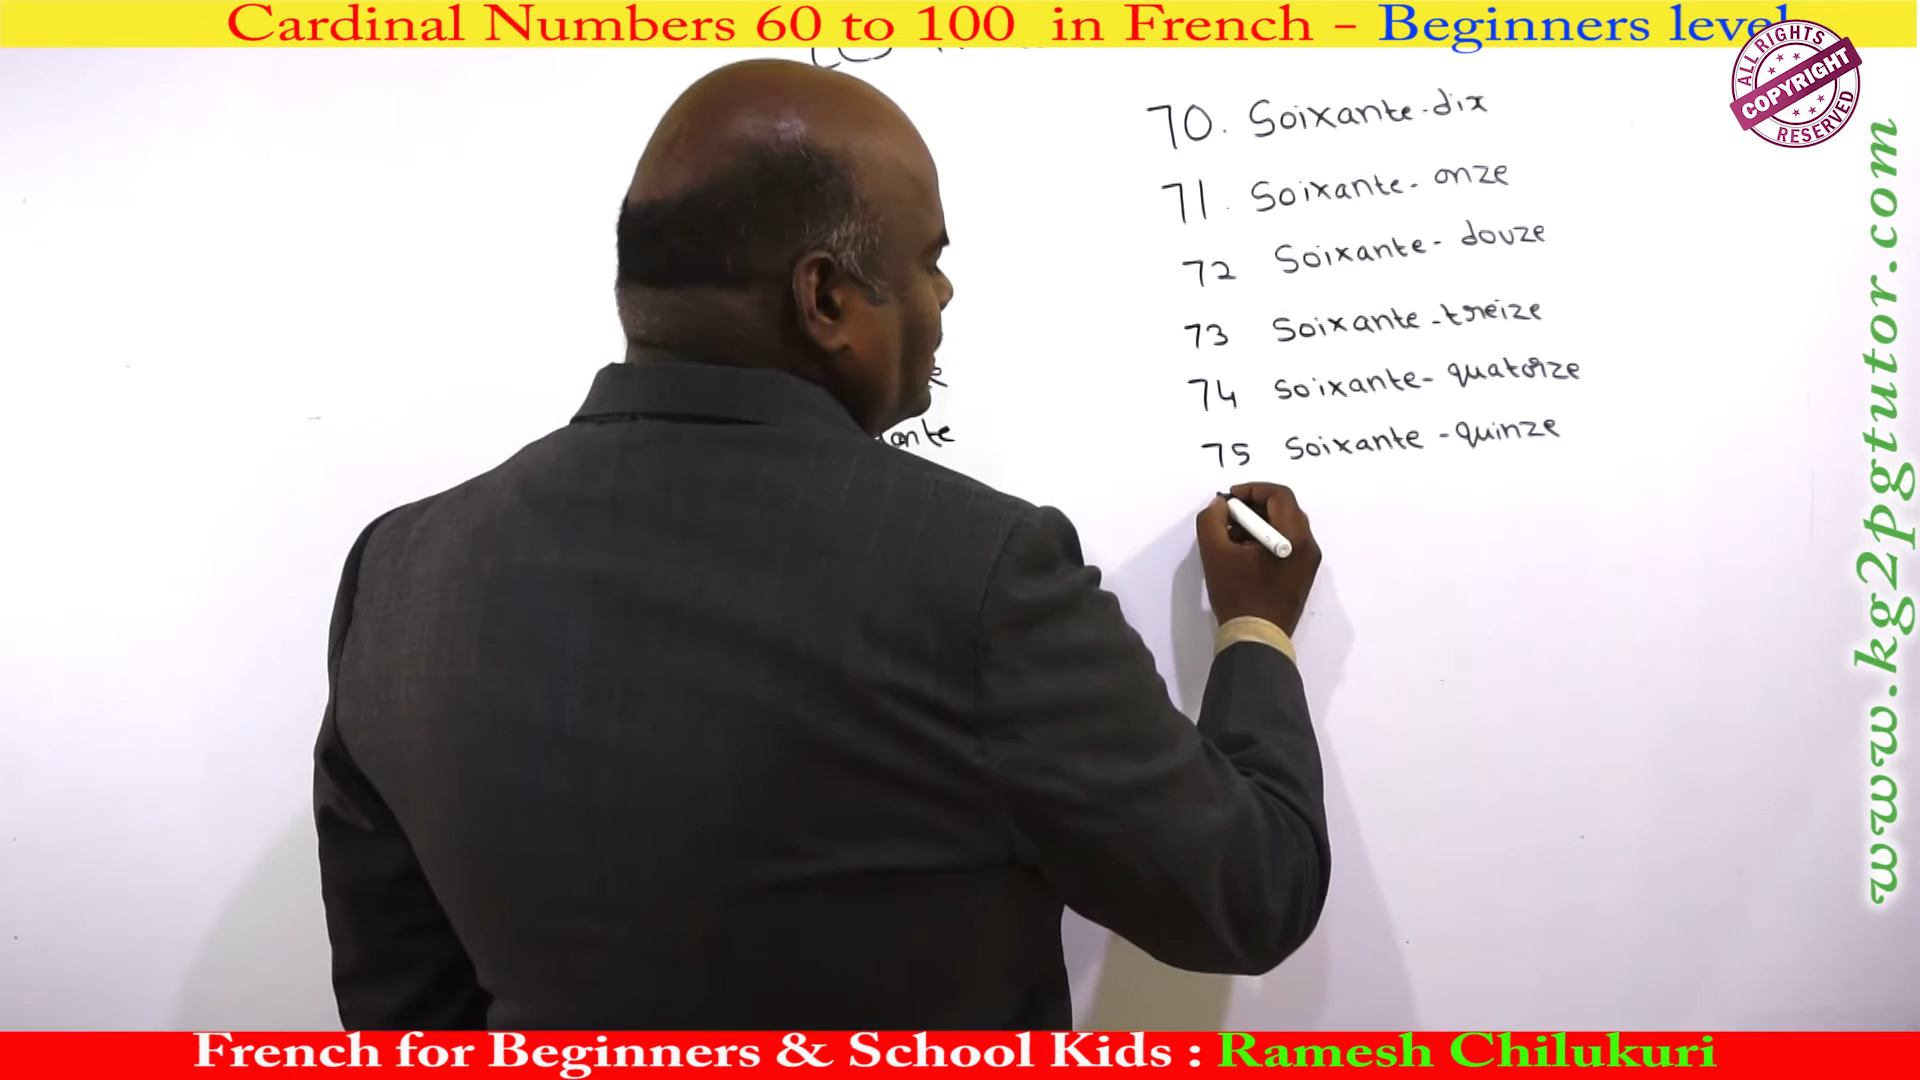 Cardinal Numbers 60 to 100 in French - Beginners level
ALL RIGHTS
COPYRIGHT
RESERVED
70. Soixante-dix
71. Soixante-onze
72 Soixante-douze
73 Soixante-treize
74 Soixante-quatorze
75 Soixante-quinze
www.kg2pgtutor.com
French for Beginners & School Kids : Ramesh Chilukuri